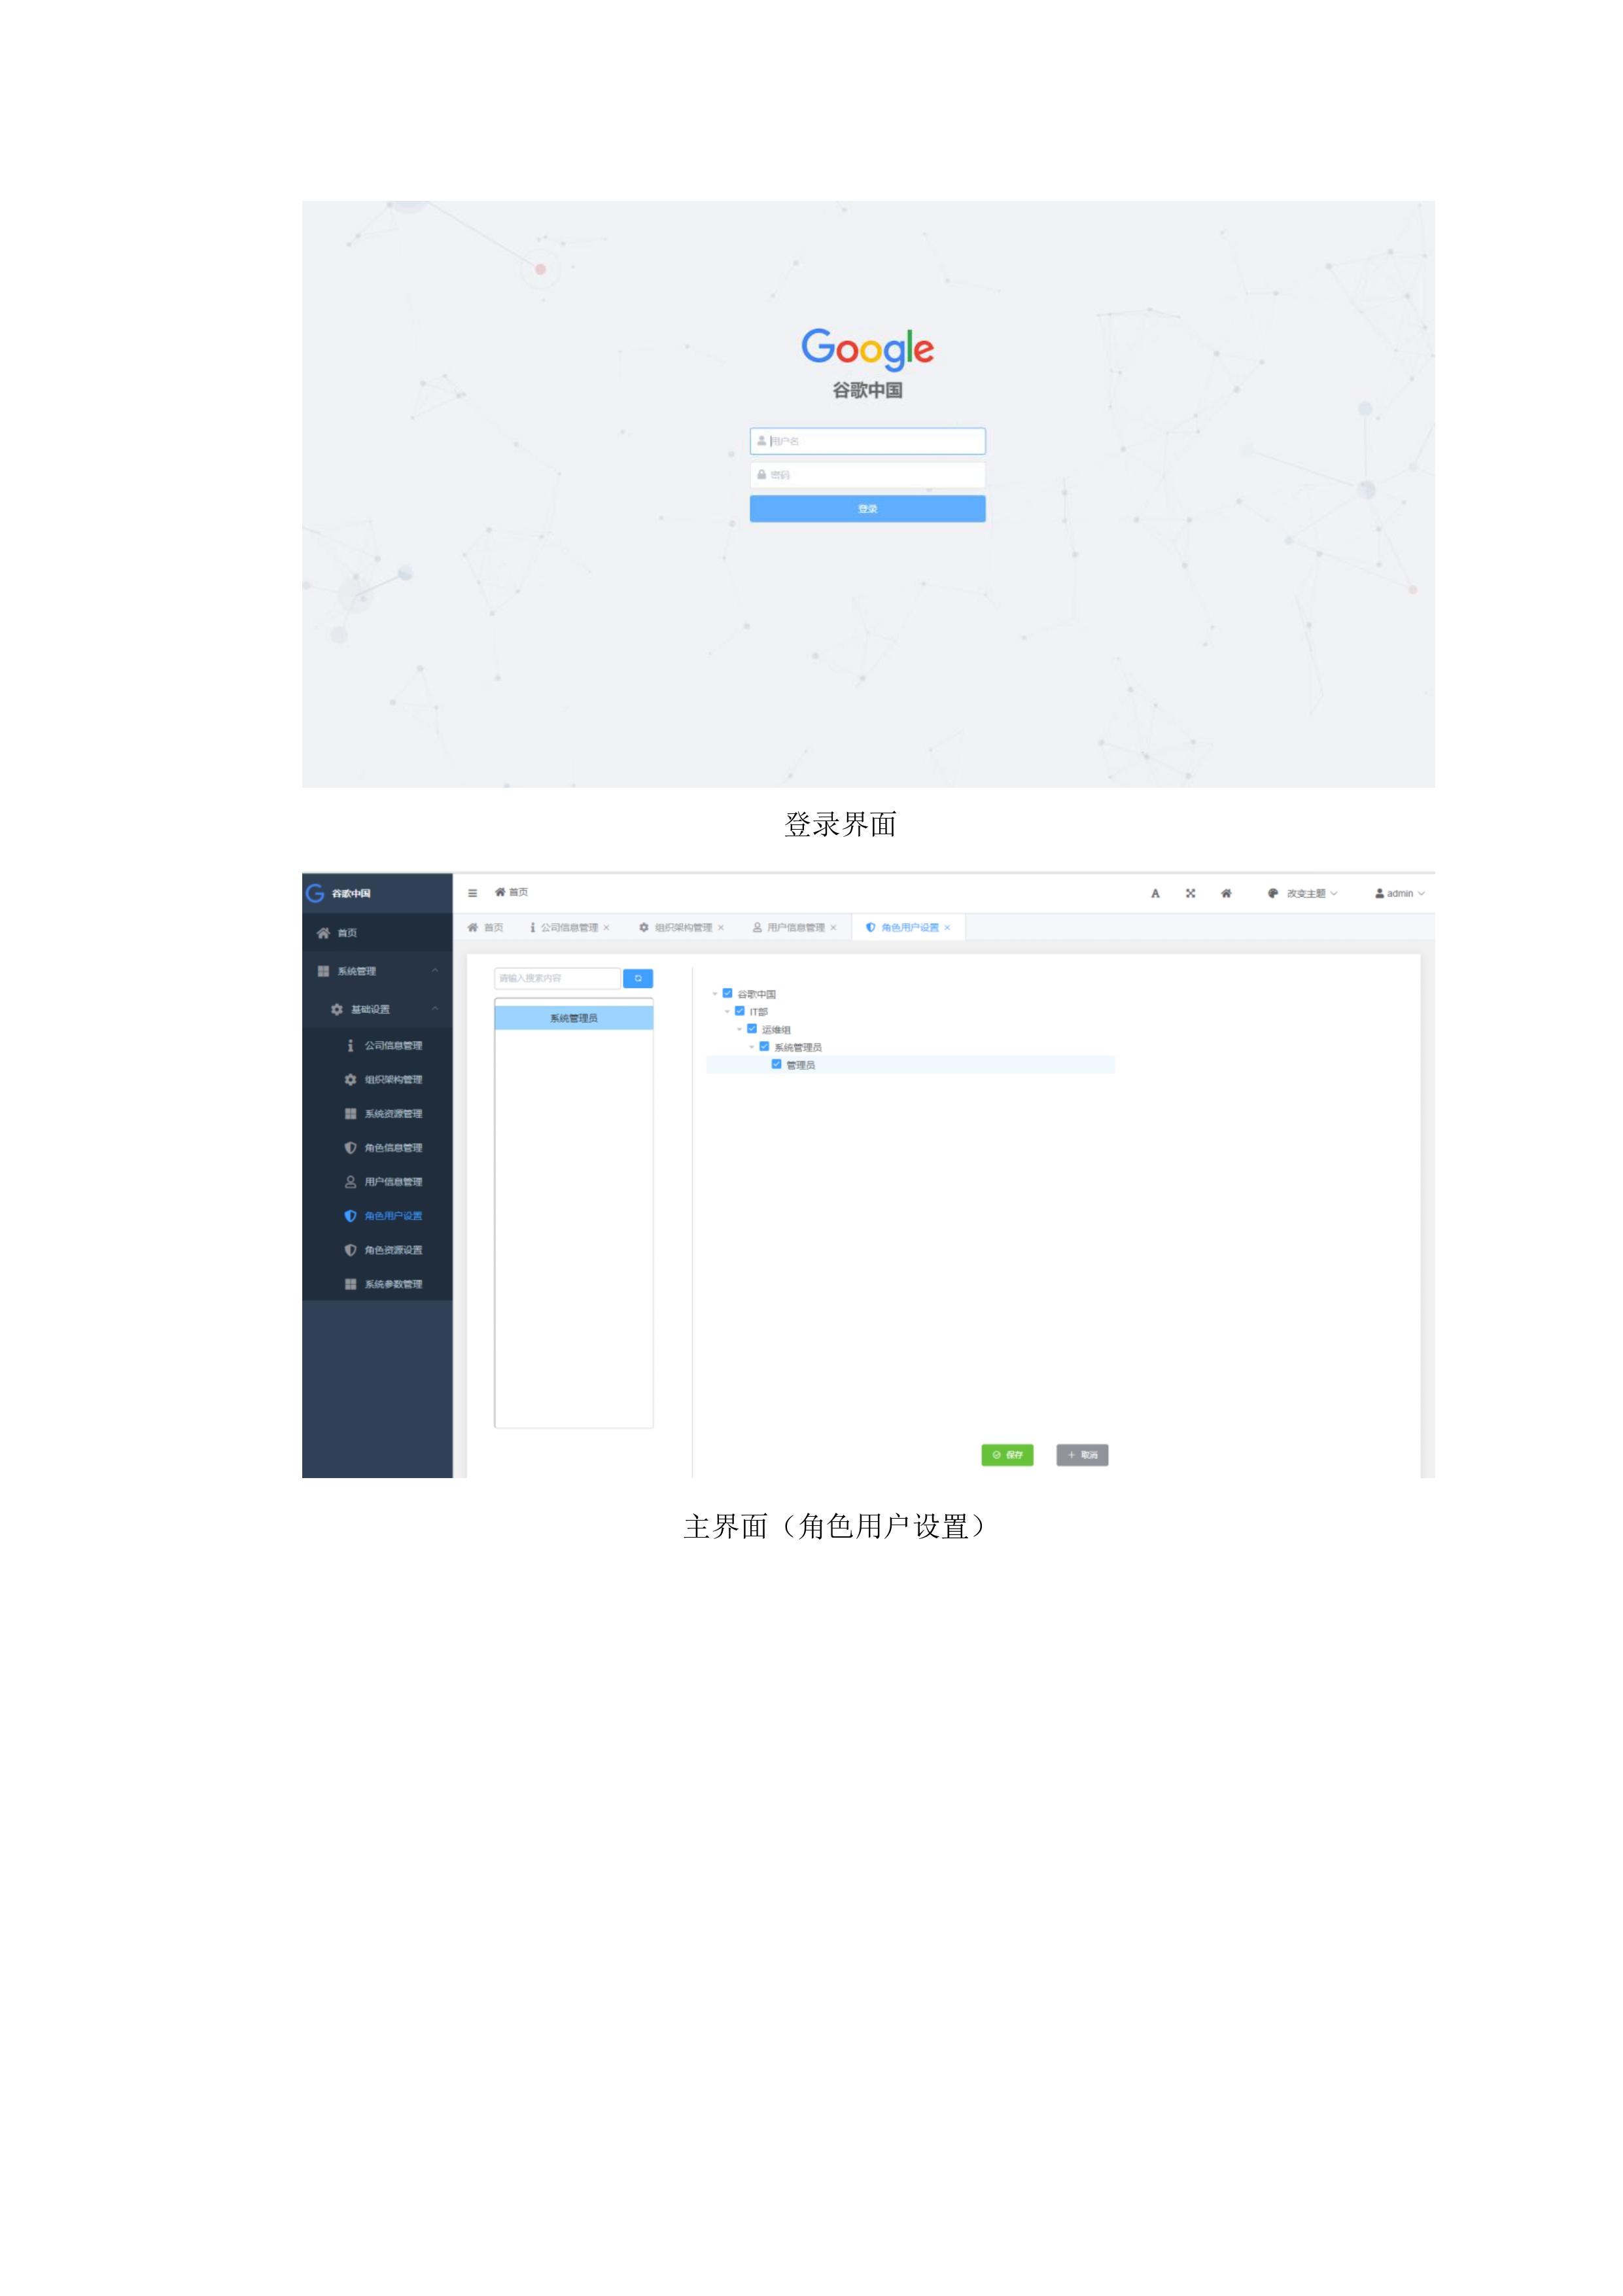 Google
谷歌中国
用户名
密码
登录
登录界面
谷歌中国
首页
改变主题
admin
首页
公司信息管理
组织架构管理
用户信息管理
角色用户设置
首页
系统管理
基础设置
公司信息管理
组织架构管理
系统资源管理
角色信息管理
用户信息管理
角色用户设置
角色资源设置
系统参数管理
请输入搜索内容
系统管理员
谷歌中国
IT部
运维组
系统管理员
管理员
保存
取消
主界面（角色用户设置）